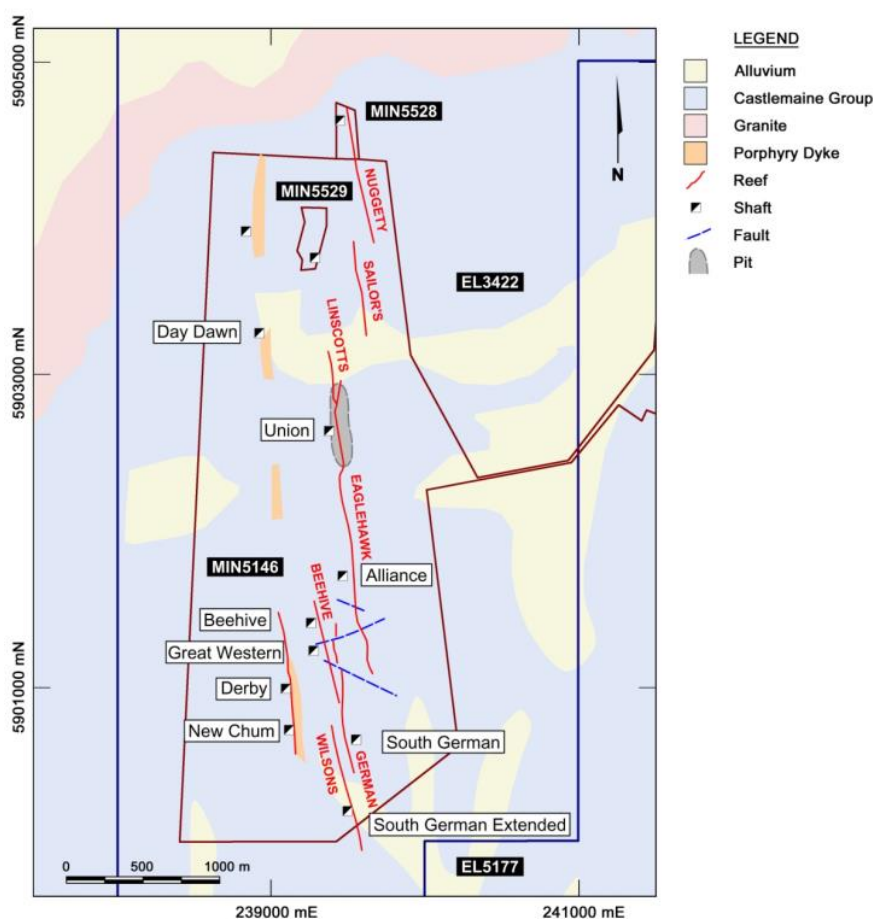 5905000 mN
5903000 mN
5901000 mN
MIN5528
NUGGETY
MIN5529
SAILOR'S
EL3422
LINSCOTTS
Day Dawn
Union
EAGLEHAWK
MIN5146
Alliance
BEEHIVE
Beehive
Great Western
Derby
New Chum
South German
WILSONS
GERMAN
South German Extended
EL5177
0 500 1000 m
239000 mE
241000 mE
N
LEGEND
Alluvium
Castlemaine Group
Granite
Porphyry Dyke
Reef
Shaft
Fault
Pit